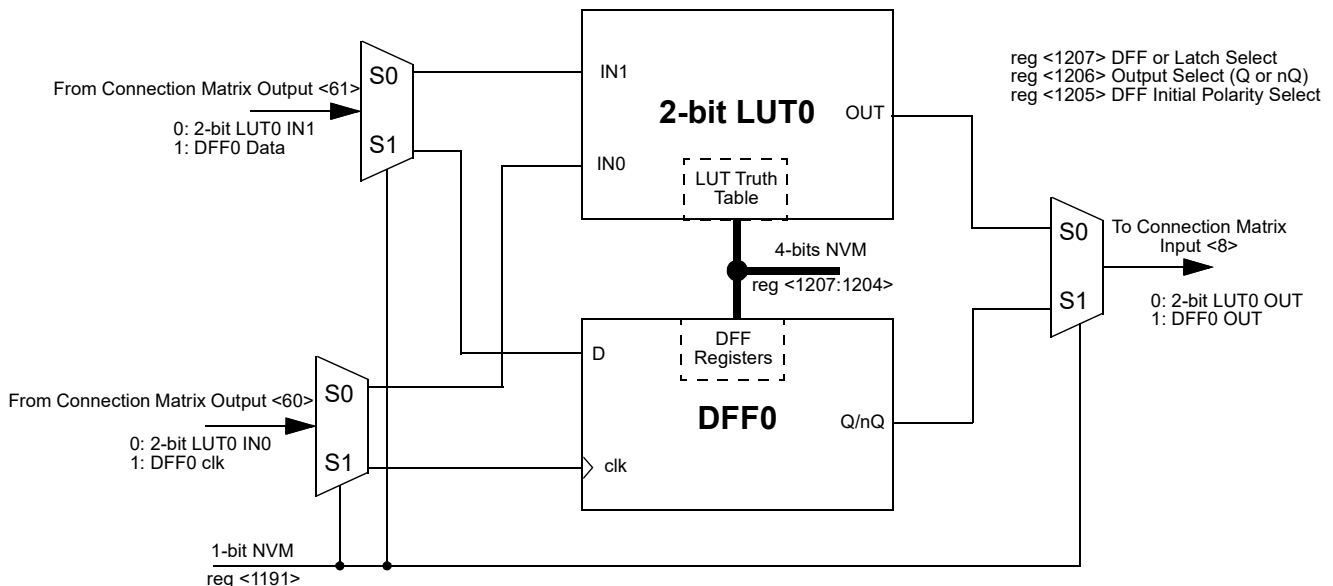 From Connection Matrix Output <61>
0: 2-bit LUT0 IN1
1: DFF0 Data
S0
S1
IN1
IN0
2-bit LUT0
OUT
LUT Truth
Table
reg <1207> DFF or Latch Select
reg <1206> Output Select (Q or nQ)
reg <1205> DFF Initial Polarity Select
4-bits NVM
reg <1207:1204>
S0
S1
To Connection Matrix
Input <8>
0: 2-bit LUT0 OUT
1: DFF0 OUT
From Connection Matrix Output <60>
0: 2-bit LUT0 IN0
1: DFF0 clk
S0
S1
D
clk
DFF
Registers
DFF0
Q/nQ
1-bit NVM
reg <1191>